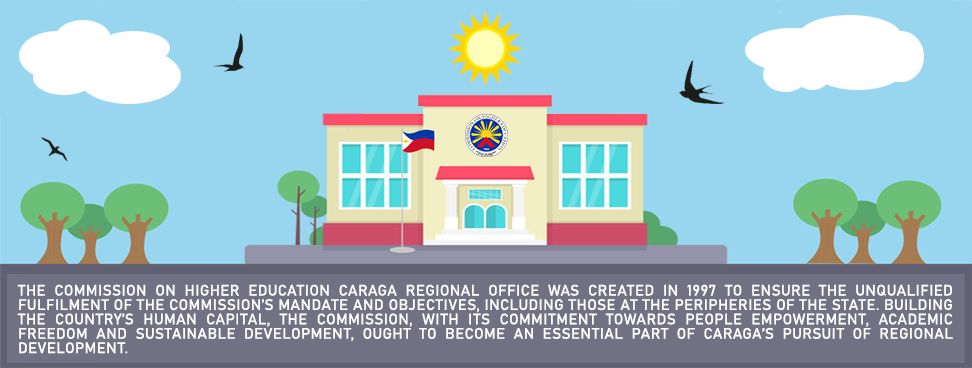 THE COMMISSION ON HIGHER EDUCATION CARAGA REGIONAL OFFICE WAS CREATED IN 1997 TO ENSURE THE UNQUALIFIED
FULFILMENT OF THE COMMISSION'S MANDATE AND OBJECTIVES, INCLUDING THOSE AT THE PERIPHERIES OF THE STATE. BUILDING
THE COUNTRY'S HUMAN CAPITAL, THE COMMISSION, WITH ITS COMMITMENT TOWARDS PEOPLE EMPOWERMENT, ACADEMIC
FREEDOM AND SUSTAINABLE DEVELOPMENT, OUGHT TO BECOME AN ESSENTIAL PART OF CARAGA'S PURSUIT OF REGIONAL
DEVELOPMENT.